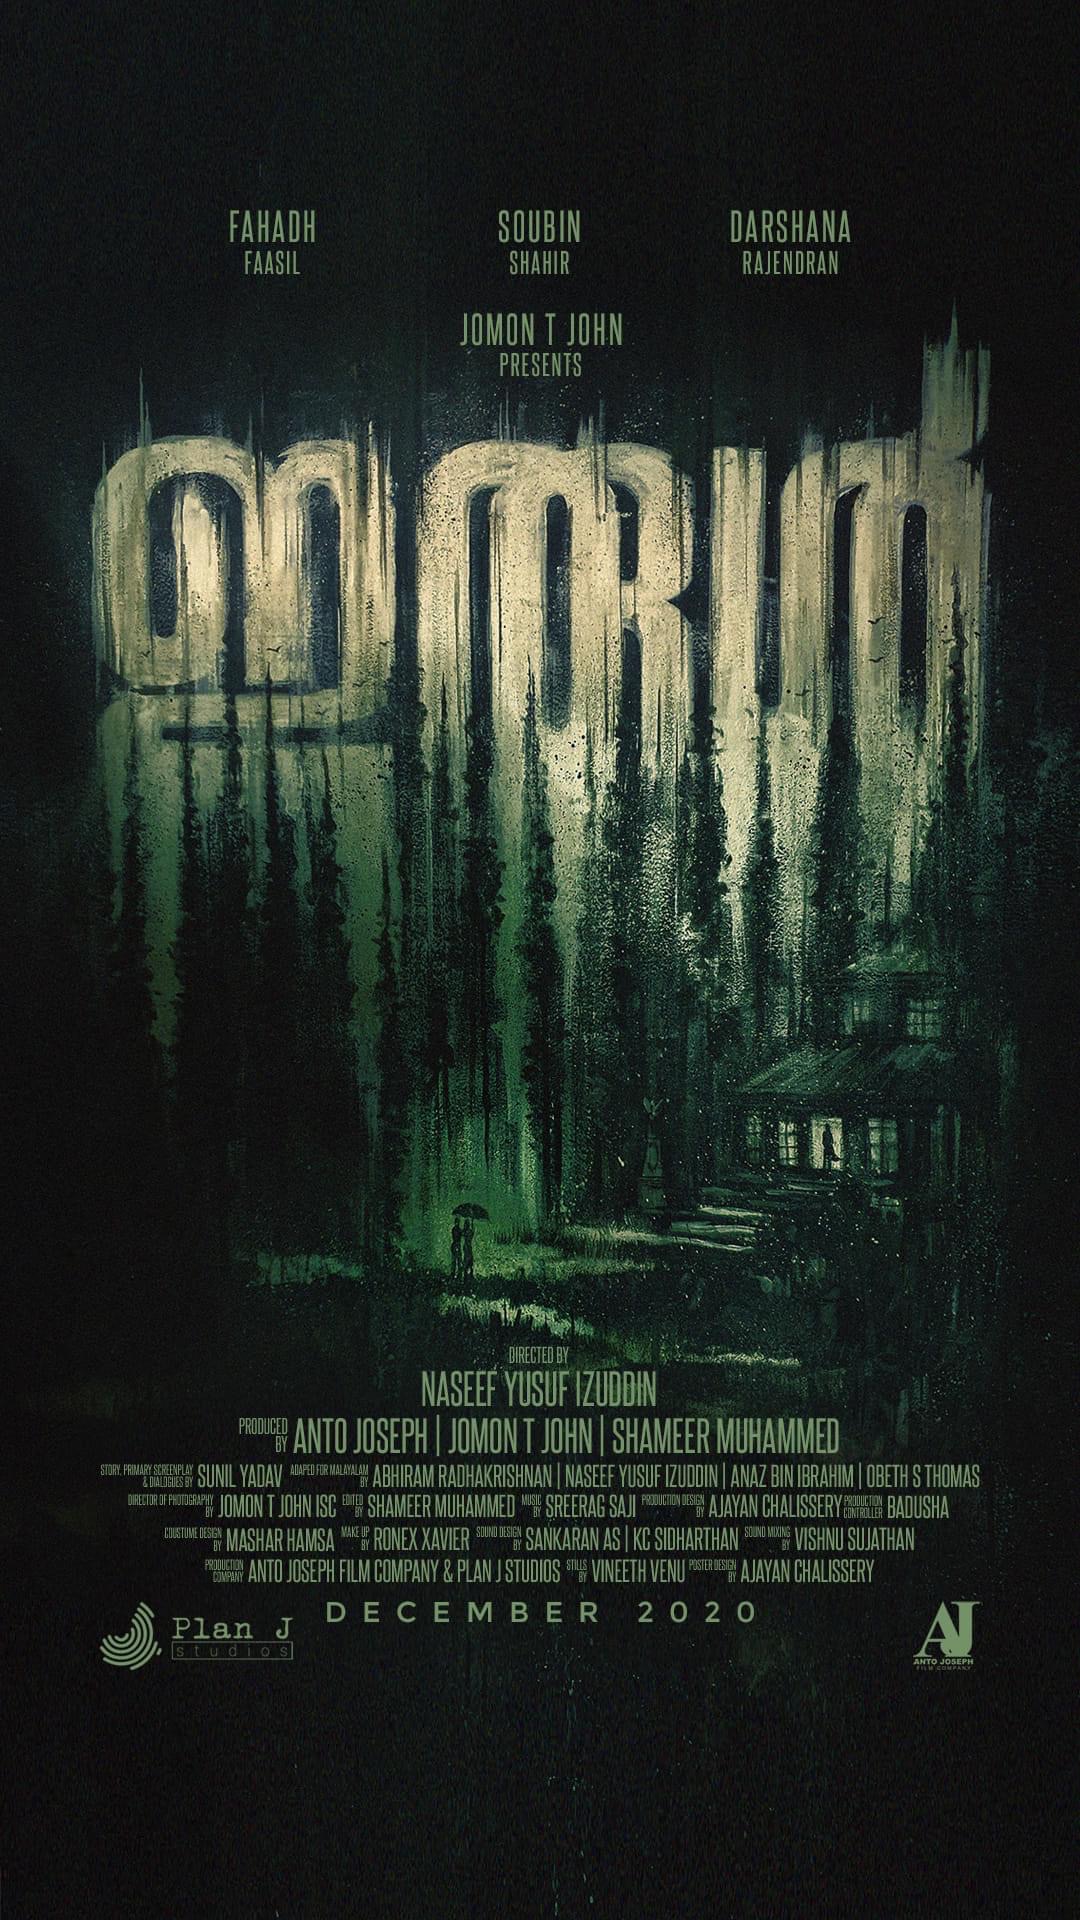 FAHADH SOUBIN DARSHANA
FAASIL SHAHIR RAJENDRAN
JOMON T JOHN
PRESENTS
ഇരുൾ
DIRECTED BY
NASEEF YUSUF IZUDDIN
PRODUCED BY ANTO JOSEPH | JOMON T JOHN | SHAMEER MUHAMMED
STORY, PRIMARY SCREENPLAY & DIALOGUES BY SUNIL YADAV ADAPED FOR MALAYALAM BY ABHIRAM RADHAKRISHNAN | NASEEF YUSUF IZUDDIN | ANAZ BIN IBRAHIM | OBETH S THOMAS
DIRECTOR OF PHOTOGRAPHY BY JOMON T JOHN ISC EDITED BY SHAMEER MUHAMMED MUSIC BY SREERAG SAJI PRODUCTION DESIGN BY AJAYAN CHALISSERY PRODUCTION CONTROLLER BADUSHA
COUSTUME DESIGN BY MASHAR HAMSA MAKE UP BY RONEX XAVIER SOUND DESIGN BY SANKARAN AS | KC SIDHARTHAN SOUND MIXING BY VISHNU SUJATHAN
PRODUCTION COMPANY ANTO JOSEPH FILM COMPANY & PLAN J STUDIOS STILLS BY VINEETH VENU POSTER DESIGN BY AJAYAN CHALISSERY
DECEMBER 2020
Plan J
studios
AJ
ANTO JOSEPH
FILM COMPANY